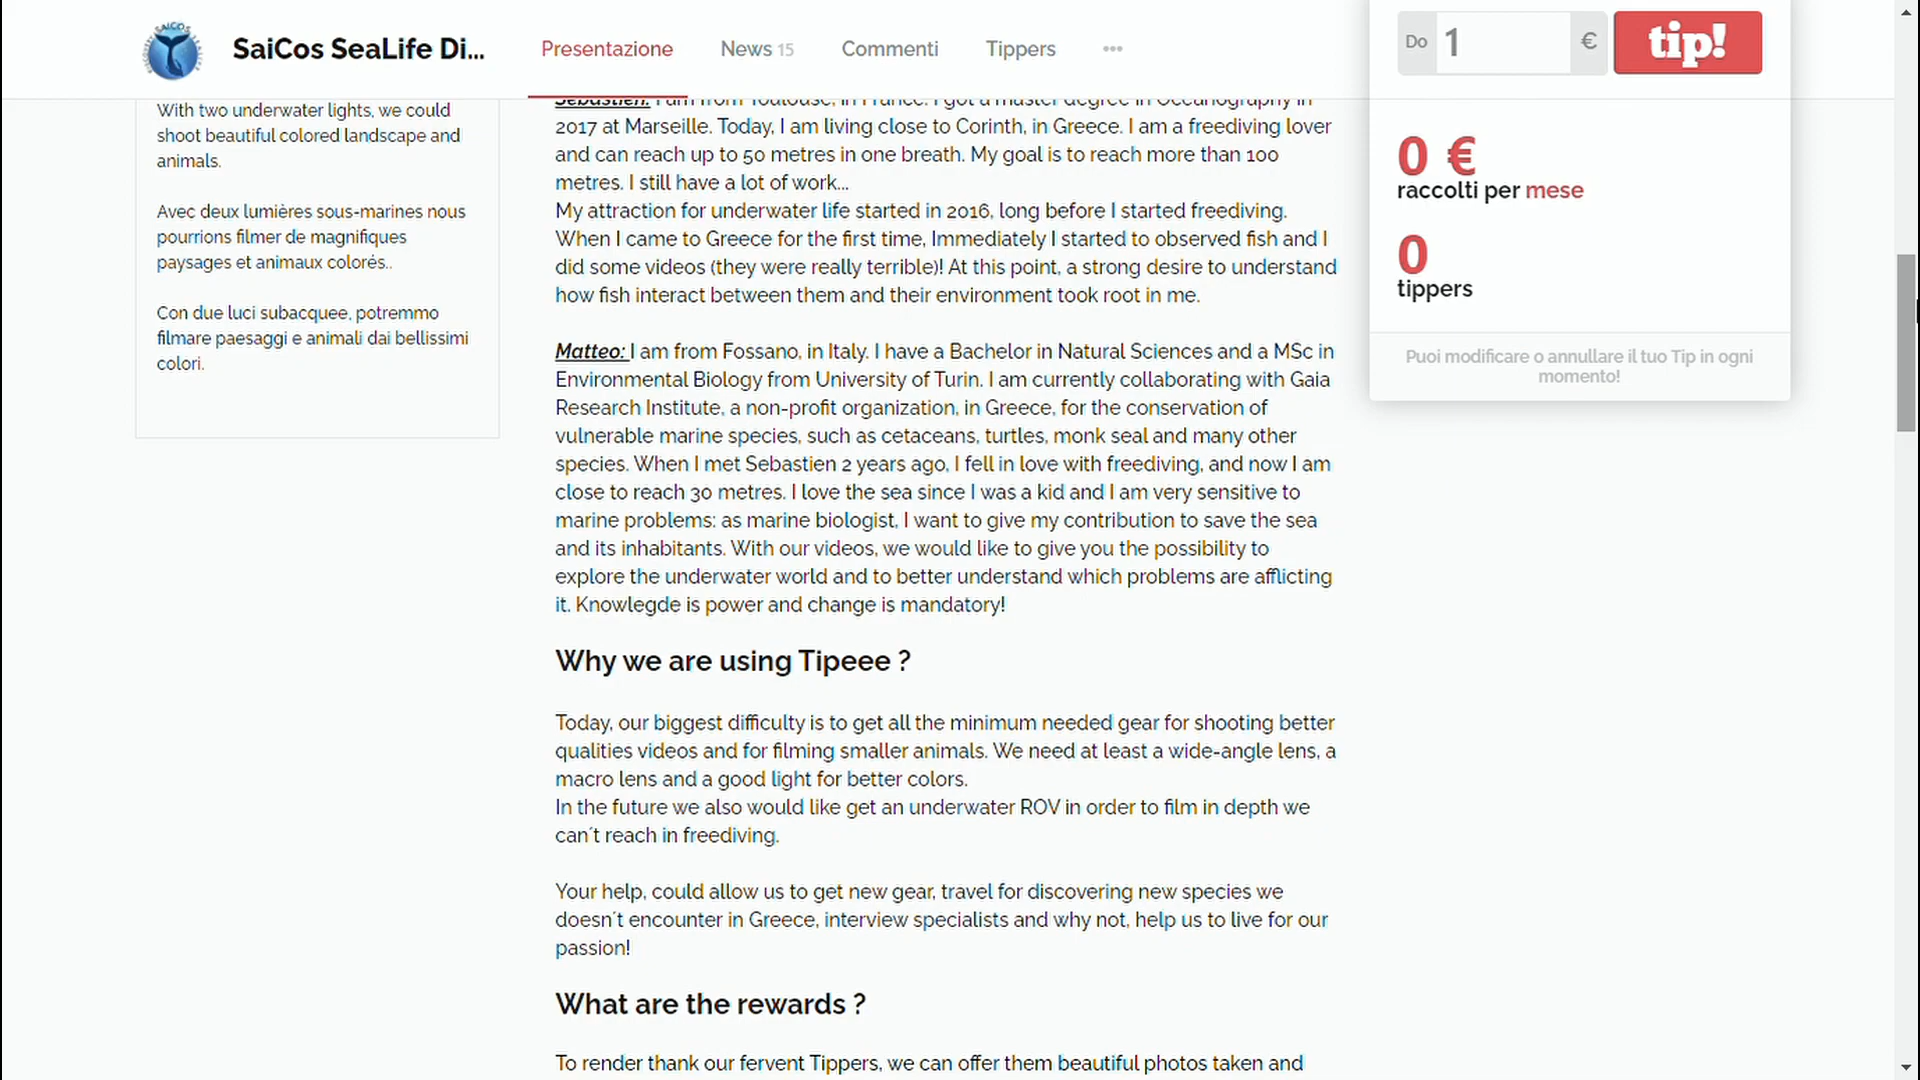 SAICOS
SaiCos SeaLife Di...
Presentazione
News 15
Commenti
Tippers
...
Do 1 €
tip!
With two underwater lights, we could
shoot beautiful colored landscape and
animals.
Avec deux lumières sous-marines nous
pourrions filmer de magnifiques
paysages et animaux colorés..
Con due luci subacquee, potremmo
filmare paesaggi e animali dai bellissimi
colori.
Sebastien: I am from Toulouse, in France. I got a master degree in Oceanography in
2017 at Marseille. Today, I am living close to Corinth, in Greece. I am a freediving lover
and can reach up to 50 metres in one breath. My goal is to reach more than 100
metres. I still have a lot of work...
My attraction for underwater life started in 2016, long before I started freediving.
When I came to Greece for the first time, Immediately I started to observed fish and I
did some videos (they were really terrible)! At this point, a strong desire to understand
how fish interact between them and their environment took root in me.
Matteo: I am from Fossano, in Italy. I have a Bachelor in Natural Sciences and a MSc in
Environmental Biology from University of Turin. I am currently collaborating with Gaia
Research Institute, a non-profit organization, in Greece, for the conservation of
vulnerable marine species, such as cetaceans, turtles, monk seal and many other
species. When I met Sebastien 2 years ago, I fell in love with freediving, and now I am
close to reach 30 metres. I love the sea since I was a kid and I am very sensitive to
marine problems: as marine biologist, I want to give my contribution to save the sea
and its inhabitants. With our videos, we would like to give you the possibility to
explore the underwater world and to better understand which problems are afflicting
it. Knowlegde is power and change is mandatory!
Why we are using Tipeee ?
Today, our biggest difficulty is to get all the minimum needed gear for shooting better
qualities videos and for filming smaller animals. We need at least a wide-angle lens, a
macro lens and a good light for better colors.
In the future we also would like get an underwater ROV in order to film in depth we
can´t reach in freediving.
Your help, could allow us to get new gear, travel for discovering new species we
doesn´t encounter in Greece, interview specialists and why not, help us to live for our
passion!
What are the rewards ?
To render thank our fervent Tippers, we can offer them beautiful photos taken and
0 €
raccolti per mese
0
tippers
Puoi modificare o annullare il tuo Tip in ogni
momento!